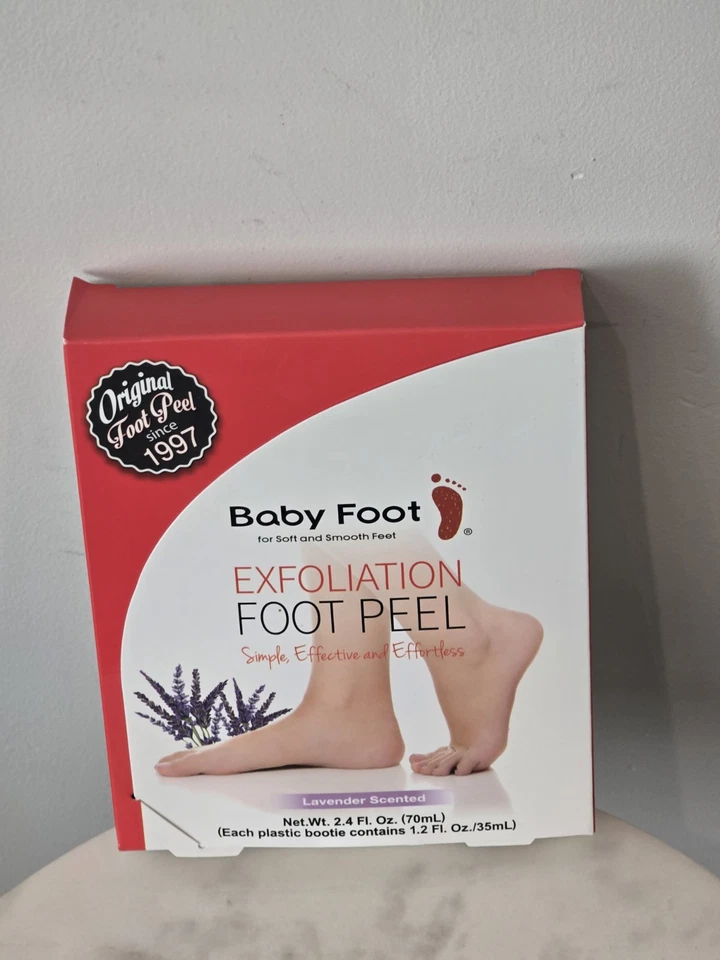 Original
Foot Peel
since
1997
Baby Foot
®
for Soft and Smooth Feet
EXFOLIATION
FOOT PEEL
Simple, Effective and Effortless
Lavender Scented
Net.Wt. 2.4 Fl. Oz. (70mL)
(Each plastic bootie contains 1.2 Fl. Oz./35mL)